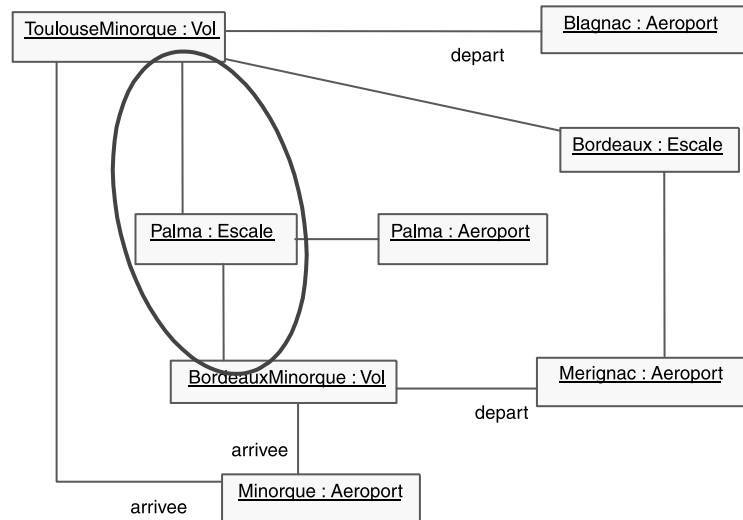 ToulouseMinorque : Vol
Blagnac : Aeroport
depart
Bordeaux : Escale
Palma : Escale
Palma : Aeroport
BordeauxMinorque : Vol
Merignac : Aeroport
depart
arrivee
Minorque : Aeroport
arrivee